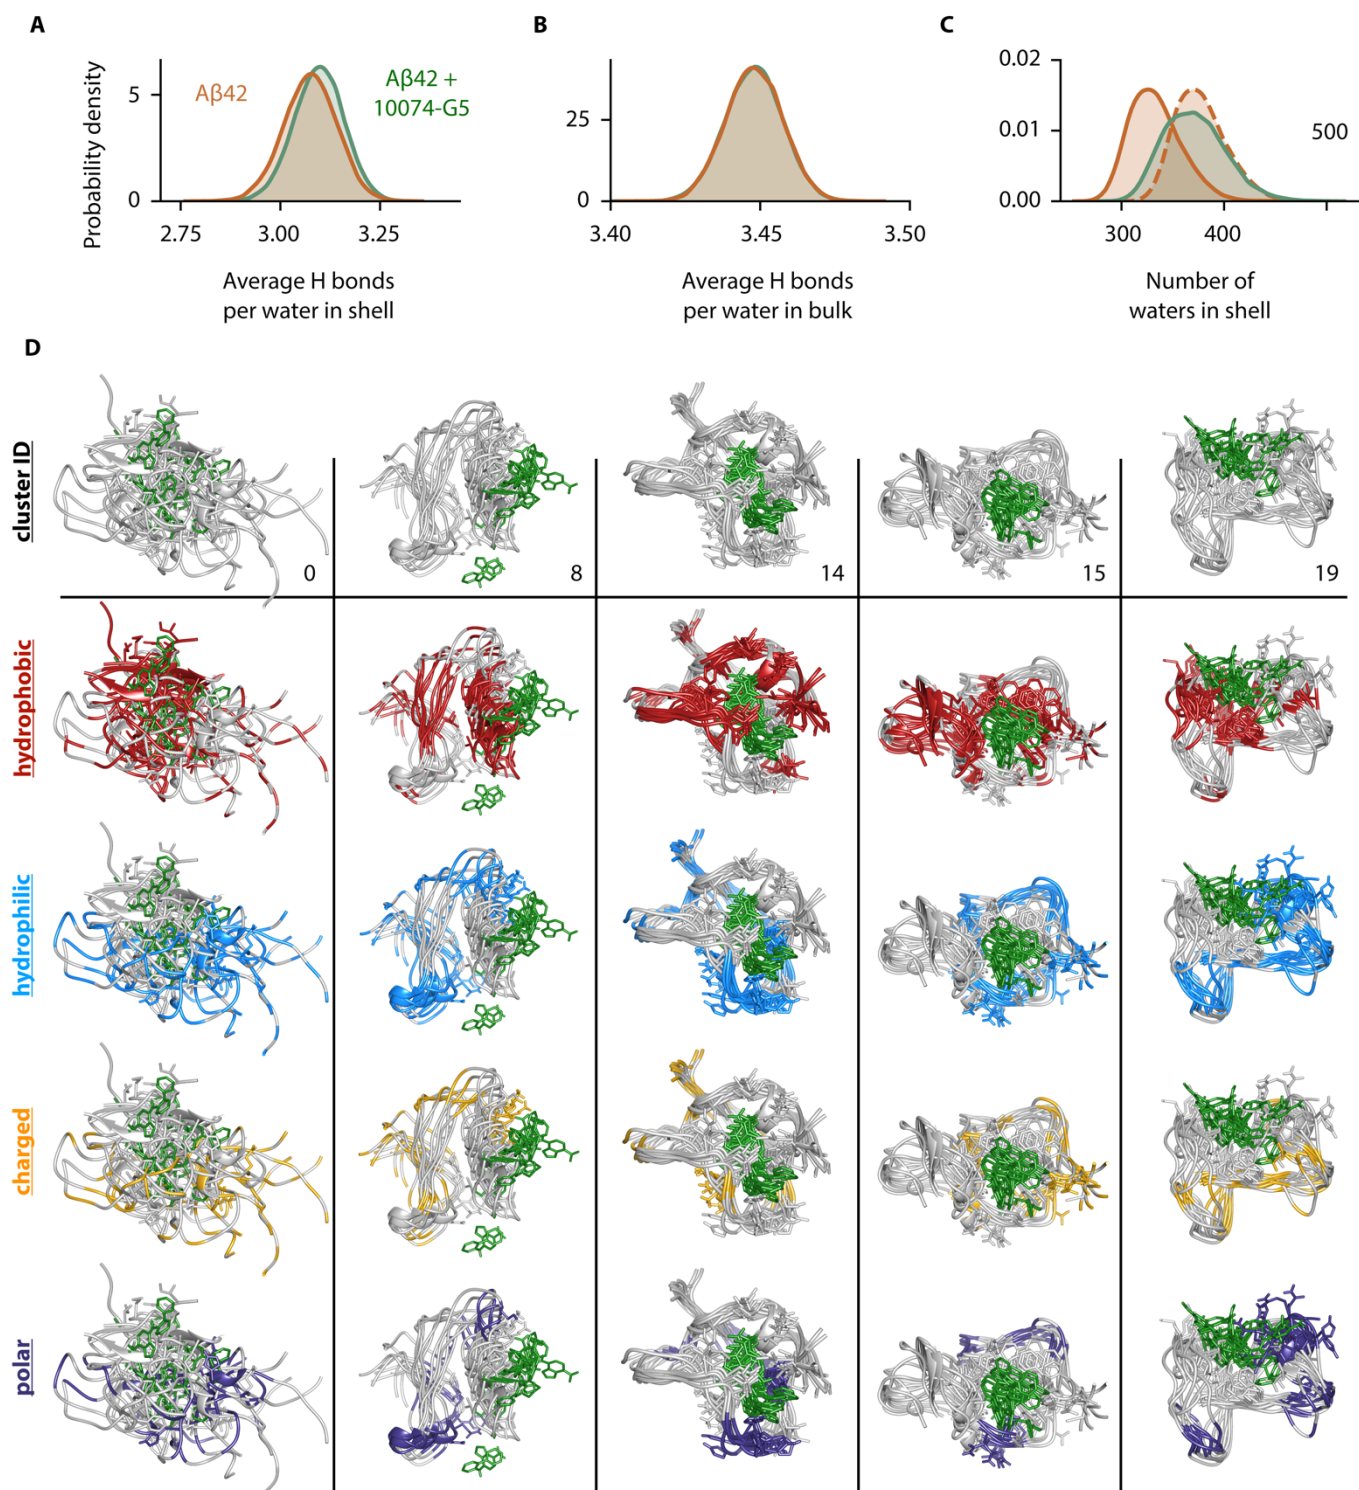 A
B
C
Probability density
5
0
2.75
3.00
3.25
Aβ42
Aβ42 +
10074-G5
Average H bonds
per water in shell
25
0
3.40
3.45
3.50
Average H bonds
per water in bulk
0.02
0.01
0.00
300
400
500
Number of
waters in shell
D
cluster ID
0
8
14
15
19
hydrophobic
hydrophilic
charged
polar